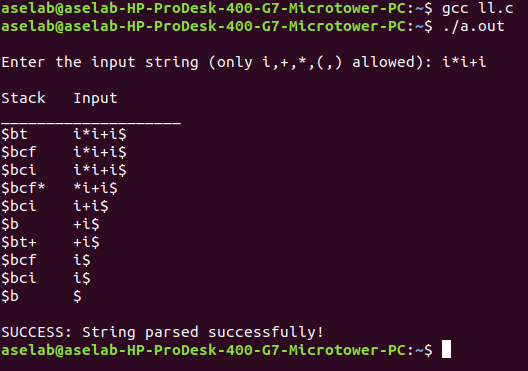 aselab@aselab-HP-ProDesk-400-G7-Microtower-PC:~$ gcc ll.c
aselab@aselab-HP-ProDesk-400-G7-Microtower-PC:~$ ./a.out
Enter the input string (only i,+,*,(,) allowed): i*i+i
Stack Input
____________________
$bt i*i+i$
$bcf i*i+i$
$bci i*i+i$
$bcf* *i+i$
$bci i+i$
$b +i$
$bt+ +i$
$bcf i$
$bci i$
$b $
SUCCESS: String parsed successfully!
aselab@aselab-HP-ProDesk-400-G7-Microtower-PC:~$